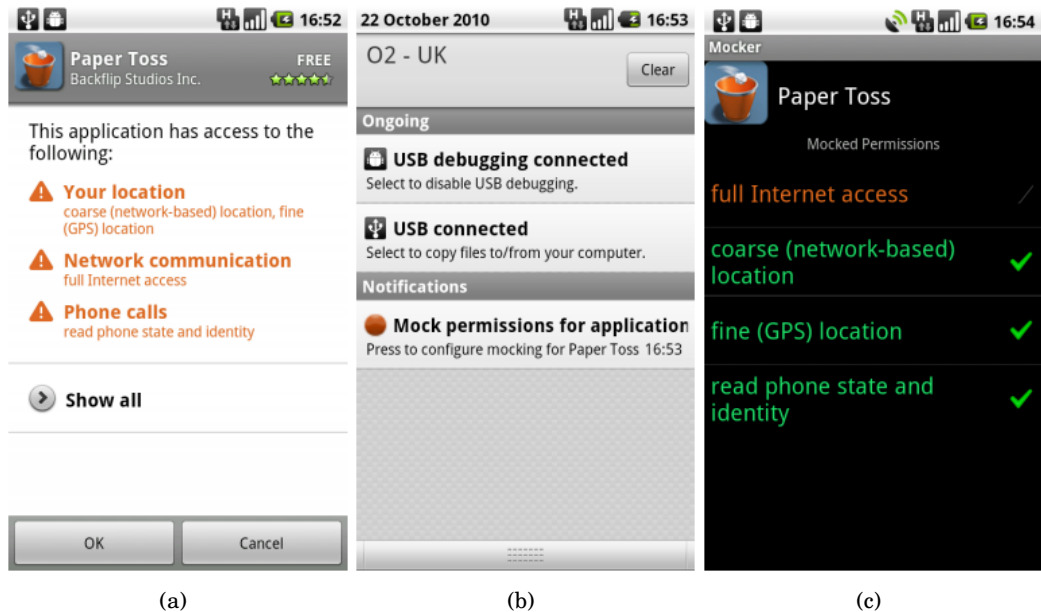 16:52
Paper Toss
FREE
Backflip Studios Inc.
This application has access to the
following:
Your location
coarse (network-based) location, fine
(GPS) location
Network communication
full Internet access
Phone calls
read phone state and identity
Show all
OK
Cancel
(a)
22 October 2010
H
16:53
O2 - UK
Clear
Ongoing
USB debugging connected
Select to disable USB debugging.
USB connected
Select to copy files to/from your computer.
Notifications
Mock permissions for application
Press to configure mocking for Paper Toss 16:53
(b)
H
16:54
Mocker
Paper Toss
Mocked Permissions
full Internet access
coarse (network-based)
location
fine (GPS) location
read phone state and
identity
(c)